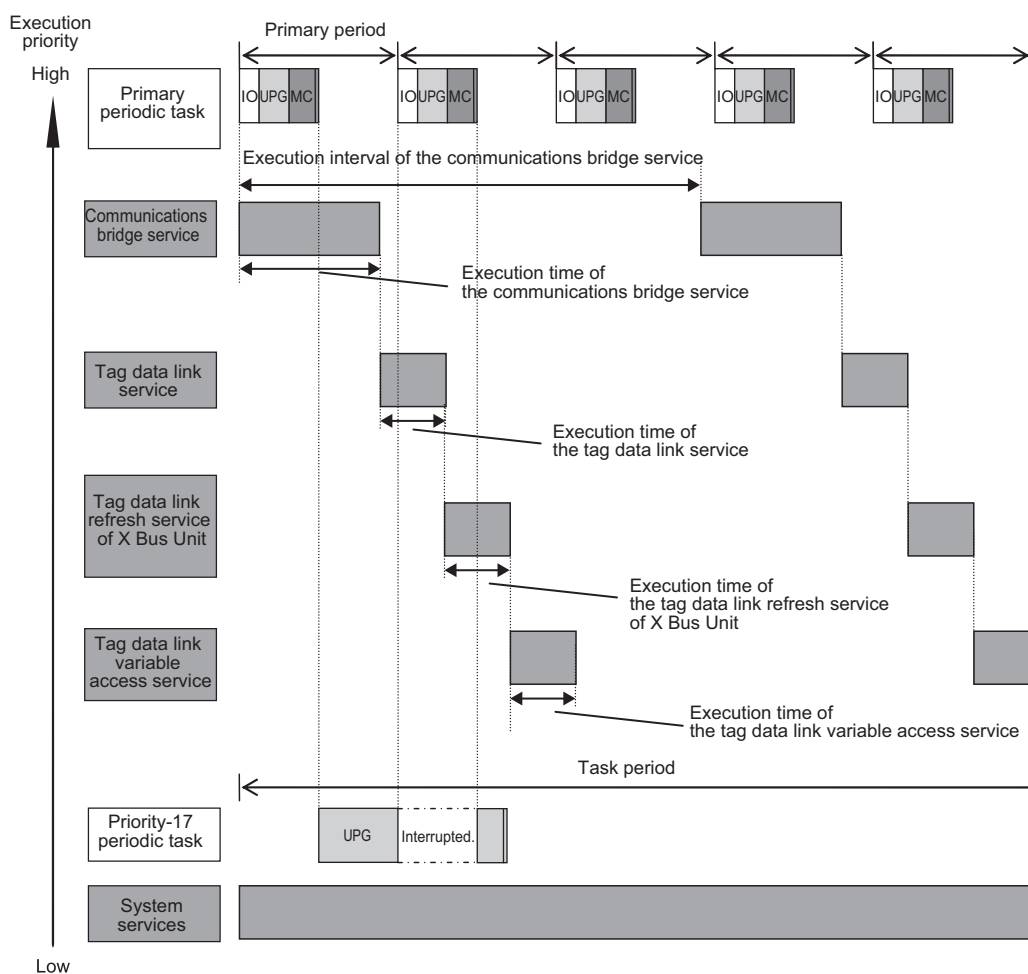 Execution
priority
High
Primary period
Primary
periodic task
IO UPG MC
IO UPG MC
IO UPG MC
IO UPG MC
IO UPG MC
Execution interval of the communications bridge service
Communications
bridge service
Execution time of
the communications bridge service
Tag data link
service
Execution time of
the tag data link service
Tag data link
refresh service
of X Bus Unit
Execution time of
the tag data link refresh service
of X Bus Unit
Tag data link
variable
access service
Execution time of
the tag data link variable access service
Task period
Priority-17
periodic task
UPG
Interrupted.
System
services
Low